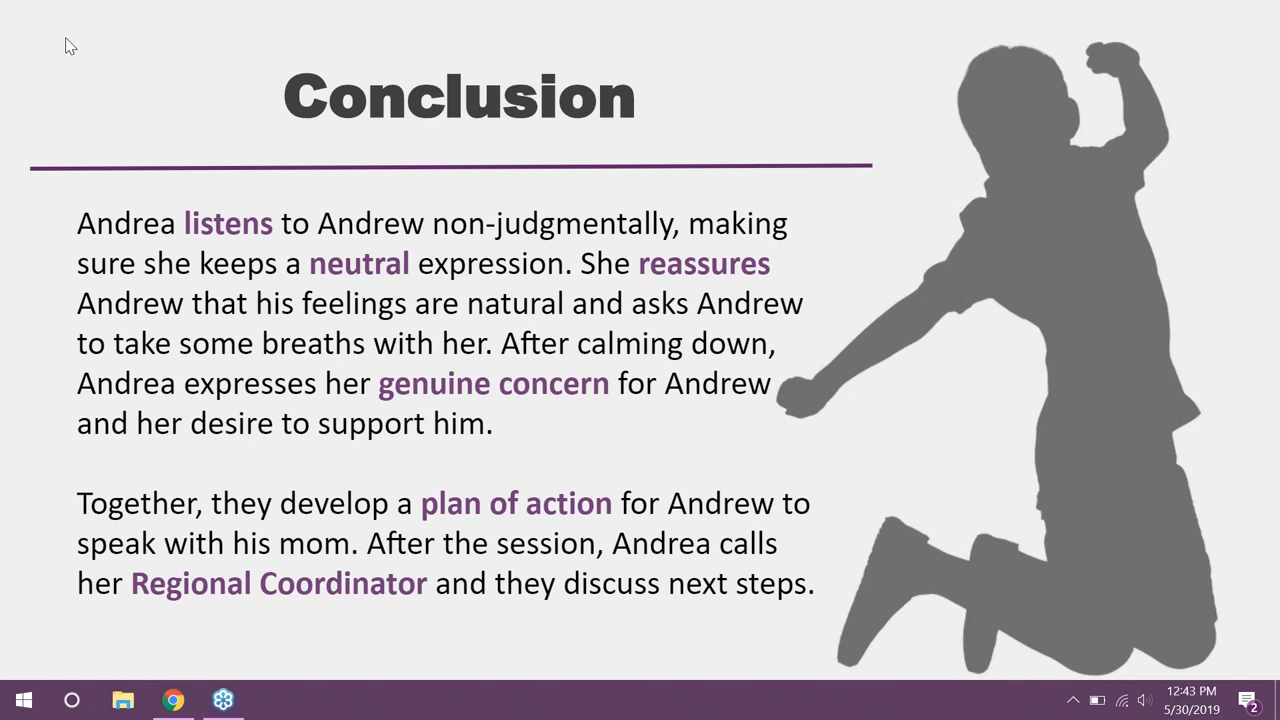 Conclusion
Andrea listens to Andrew non-judgmentally, making
sure she keeps a neutral expression. She reassures
Andrew that his feelings are natural and asks Andrew
to take some breaths with her. After calming down,
Andrea expresses her genuine concern for Andrew
and her desire to support him.
Together, they develop a plan of action for Andrew to
speak with his mom. After the session, Andrea calls
her Regional Coordinator and they discuss next steps.
12:43 PM
5/30/2019
2